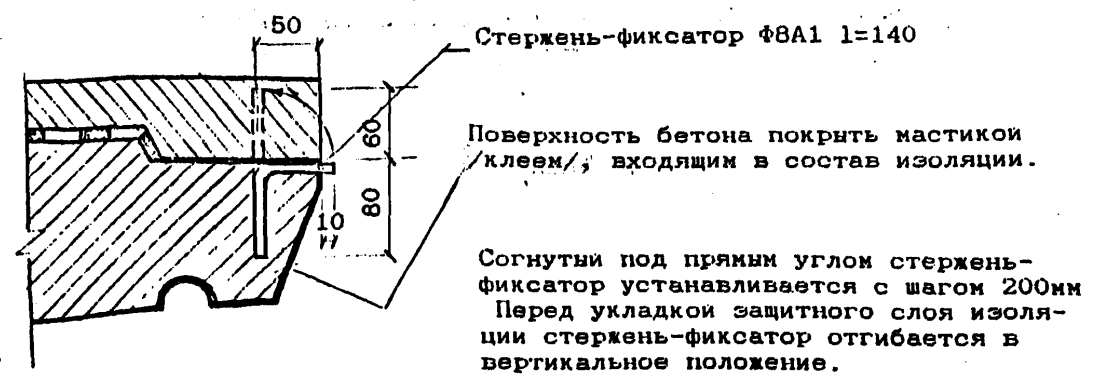 50
Стержень-фиксатор Ф8А1 l=140
60
Поверхность бетона покрыть мастикой
/клеем/, входящим в состав изоляции.
80
10
Согнутый под прямым углом стержень-
фиксатор устанавливается с шагом 200мм
Перед укладкой защитного слоя изоля-
ции стержень-фиксатор отгибается в
вертикальное положение.